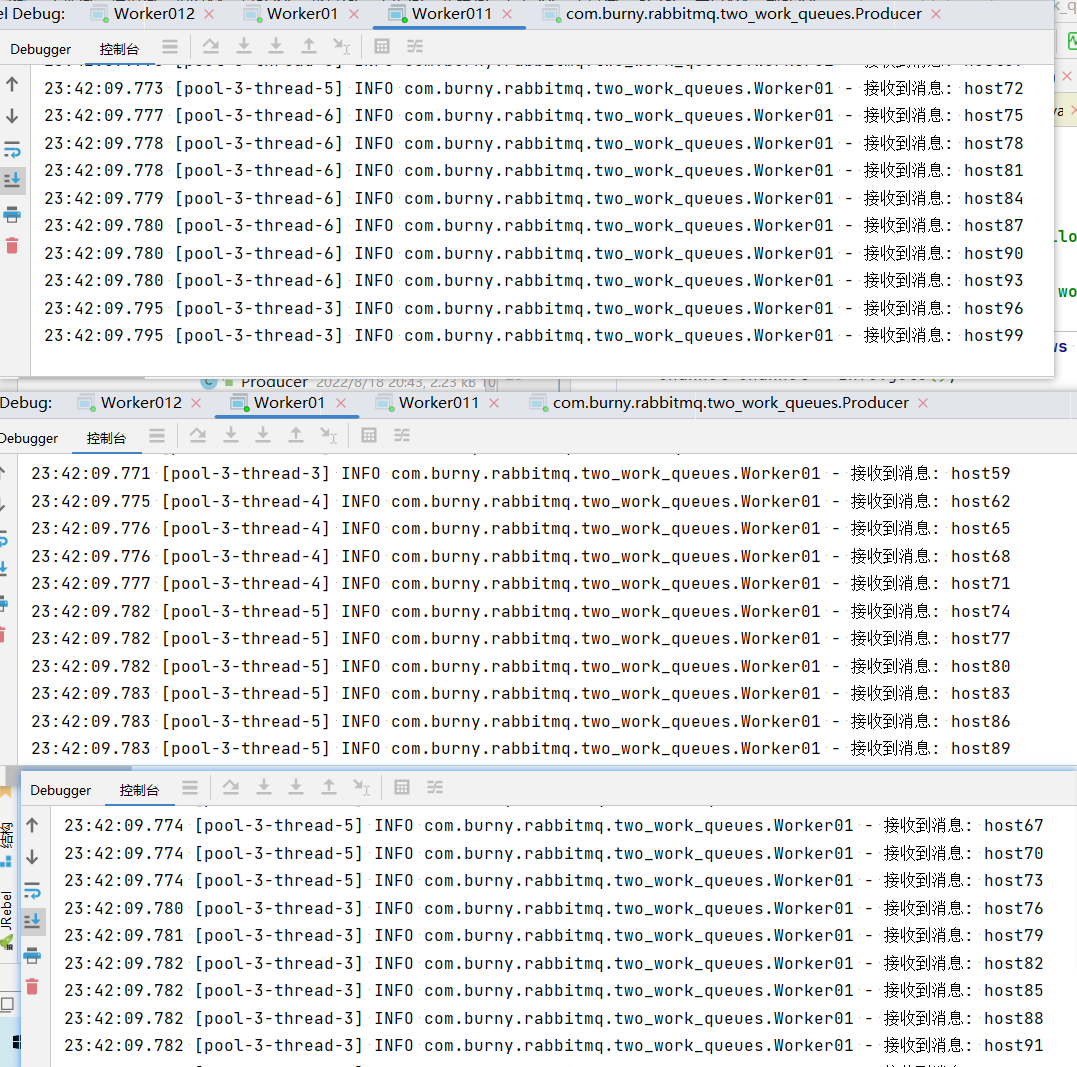 el Debug: Worker012 Worker01 Worker011 com.burny.rabbitmq.two_work_queues.Producer
Debugger 控制台
23:42:09.773 [pool-3-thread-5] INFO com.burny.rabbitmq.two_work_queues.Worker01 - 接收到消息: host72
23:42:09.777 [pool-3-thread-6] INFO com.burny.rabbitmq.two_work_queues.Worker01 - 接收到消息: host75
23:42:09.778 [pool-3-thread-6] INFO com.burny.rabbitmq.two_work_queues.Worker01 - 接收到消息: host78
23:42:09.778 [pool-3-thread-6] INFO com.burny.rabbitmq.two_work_queues.Worker01 - 接收到消息: host81
23:42:09.779 [pool-3-thread-6] INFO com.burny.rabbitmq.two_work_queues.Worker01 - 接收到消息: host84
23:42:09.780 [pool-3-thread-6] INFO com.burny.rabbitmq.two_work_queues.Worker01 - 接收到消息: host87
23:42:09.780 [pool-3-thread-6] INFO com.burny.rabbitmq.two_work_queues.Worker01 - 接收到消息: host90
23:42:09.780 [pool-3-thread-6] INFO com.burny.rabbitmq.two_work_queues.Worker01 - 接收到消息: host93
23:42:09.795 [pool-3-thread-3] INFO com.burny.rabbitmq.two_work_queues.Worker01 - 接收到消息: host96
23:42:09.795 [pool-3-thread-3] INFO com.burny.rabbitmq.two_work_queues.Worker01 - 接收到消息: host99
Producer 2022/8/18 20:43, 2.23 kB 10
Debug: Worker012 Worker01 Worker011 com.burny.rabbitmq.two_work_queues.Producer
Debugger 控制台
23:42:09.771 [pool-3-thread-3] INFO com.burny.rabbitmq.two_work_queues.Worker01 - 接收到消息: host59
23:42:09.775 [pool-3-thread-4] INFO com.burny.rabbitmq.two_work_queues.Worker01 - 接收到消息: host62
23:42:09.776 [pool-3-thread-4] INFO com.burny.rabbitmq.two_work_queues.Worker01 - 接收到消息: host65
23:42:09.776 [pool-3-thread-4] INFO com.burny.rabbitmq.two_work_queues.Worker01 - 接收到消息: host68
23:42:09.777 [pool-3-thread-4] INFO com.burny.rabbitmq.two_work_queues.Worker01 - 接收到消息: host71
23:42:09.782 [pool-3-thread-5] INFO com.burny.rabbitmq.two_work_queues.Worker01 - 接收到消息: host74
23:42:09.782 [pool-3-thread-5] INFO com.burny.rabbitmq.two_work_queues.Worker01 - 接收到消息: host77
23:42:09.782 [pool-3-thread-5] INFO com.burny.rabbitmq.two_work_queues.Worker01 - 接收到消息: host80
23:42:09.783 [pool-3-thread-5] INFO com.burny.rabbitmq.two_work_queues.Worker01 - 接收到消息: host83
23:42:09.783 [pool-3-thread-5] INFO com.burny.rabbitmq.two_work_queues.Worker01 - 接收到消息: host86
23:42:09.783 [pool-3-thread-5] INFO com.burny.rabbitmq.two_work_queues.Worker01 - 接收到消息: host89
Debugger 控制台
结构
JRebel
23:42:09.774 [pool-3-thread-5] INFO com.burny.rabbitmq.two_work_queues.Worker01 - 接收到消息: host67
23:42:09.774 [pool-3-thread-5] INFO com.burny.rabbitmq.two_work_queues.Worker01 - 接收到消息: host70
23:42:09.774 [pool-3-thread-5] INFO com.burny.rabbitmq.two_work_queues.Worker01 - 接收到消息: host73
23:42:09.780 [pool-3-thread-3] INFO com.burny.rabbitmq.two_work_queues.Worker01 - 接收到消息: host76
23:42:09.781 [pool-3-thread-3] INFO com.burny.rabbitmq.two_work_queues.Worker01 - 接收到消息: host79
23:42:09.782 [pool-3-thread-3] INFO com.burny.rabbitmq.two_work_queues.Worker01 - 接收到消息: host82
23:42:09.782 [pool-3-thread-3] INFO com.burny.rabbitmq.two_work_queues.Worker01 - 接收到消息: host85
23:42:09.782 [pool-3-thread-3] INFO com.burny.rabbitmq.two_work_queues.Worker01 - 接收到消息: host88
23:42:09.782 [pool-3-thread-3] INFO com.burny.rabbitmq.two_work_queues.Worker01 - 接收到消息: host91